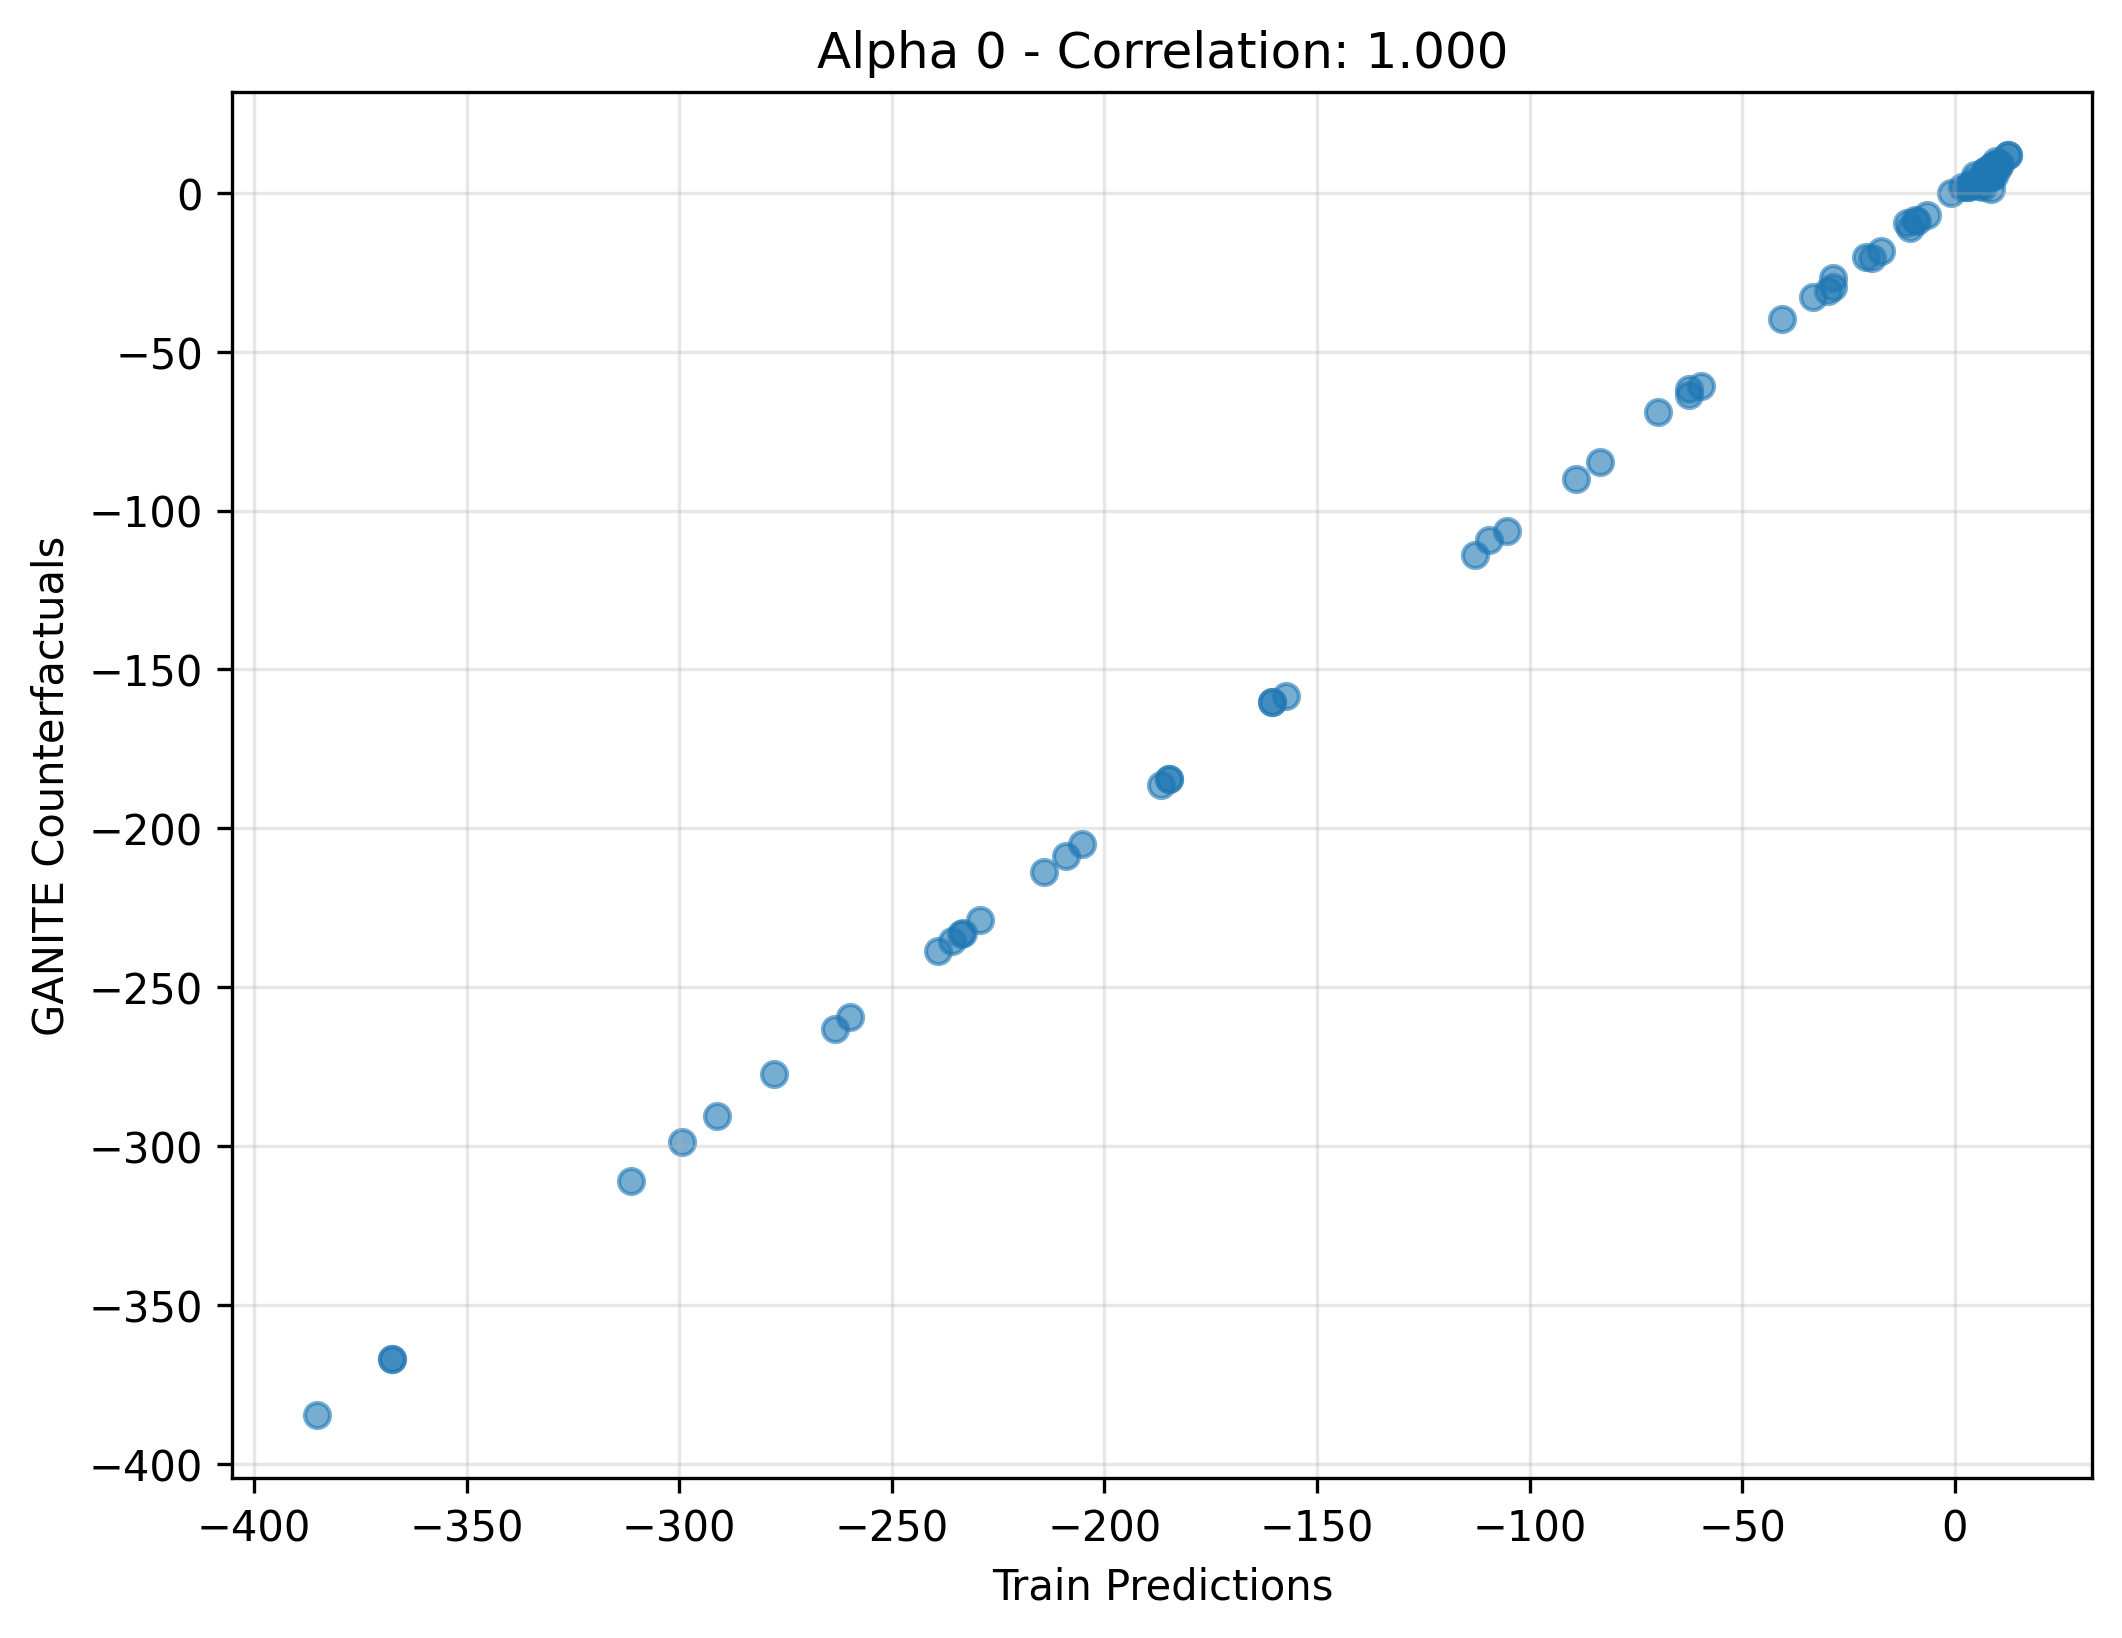 Alpha 0 - Correlation: 1.000
0
−50
−100
−150
−200
−250
−300
−350
−400
GANITE Counterfactuals
−400 −350 −300 −250 −200 −150 −100 −50 0
Train Predictions